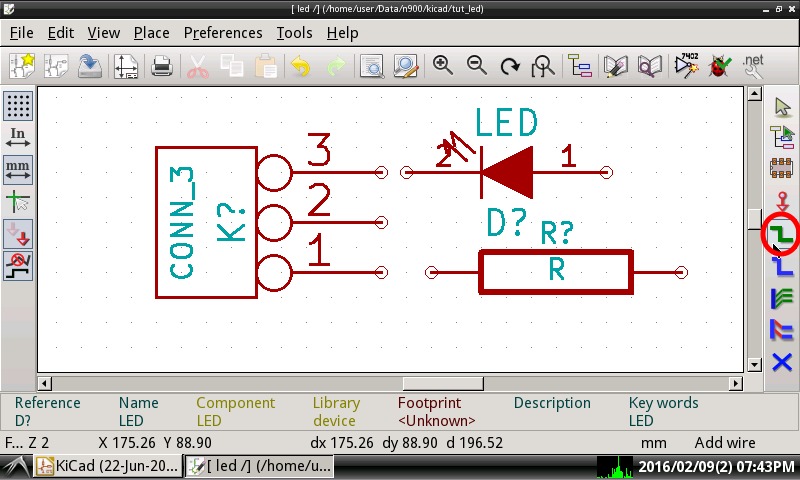 [ led /] (/home/user/Data/n900/kicad/tut_led)
File Edit View Place Preferences Tools Help
7402
.net
In
mm
LED
3
2
1
CONN_3
K?
2
1
D?
R?
1
R
Reference Name Component Library Footprint Description Key words
D? LED LED device <Unknown> LED
F... Z 2 X 175.26 Y 88.90 dx 175.26 dy 88.90 d 196.52 mm Add wire
KiCad (22-Jun-20... [ led /] (/home/u... 2016/02/09(2) 07:43PM